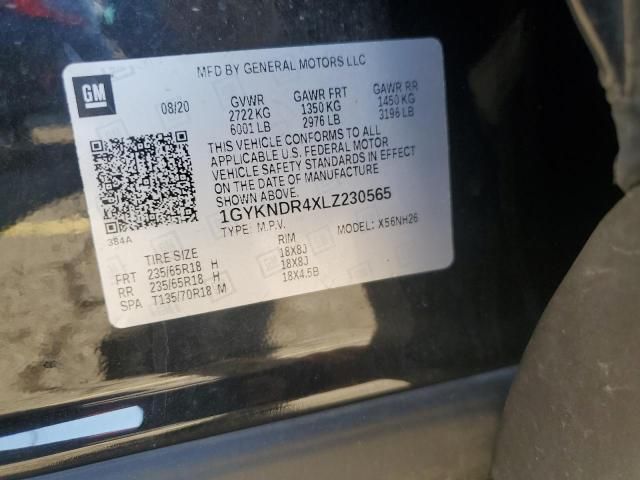 GM
MFD BY GENERAL MOTORS LLC
08/20 GVWR GAWR FRT GAWR RR
2722 KG 1350 KG 1450 KG
6001 LB 2976 LB 3196 LB
THIS VEHICLE CONFORMS TO ALL
APPLICABLE U.S. FEDERAL MOTOR
VEHICLE SAFETY STANDARDS IN EFFECT
ON THE DATE OF MANUFACTURE
SHOWN ABOVE.
1GYKNDR4XLZ230565
384A
TYPE: M.P.V. MODEL: X56NH26
TIRE SIZE RIM
FRT 235/65R18 H 18X8J
RR 235/65R18 H 18X8J
SPA T135/70R18 M 18X4.5B